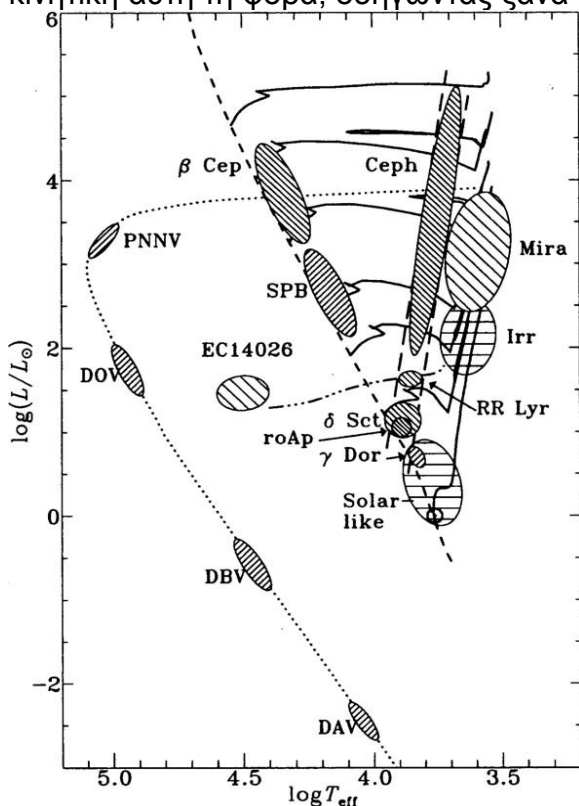 κινητική αυτή τη φορά, οδηγώντας ξανά
6
4
2
0
−2
log(L/L⊙)
β Cep
Ceph
PNNV
Mira
SPB
DOV
EC14026
Irr
RR Lyr
δ Sct
roAp
γ Dor
Solar
like
DBV
DAV
5.0 4.5 4.0 3.5
log Teff